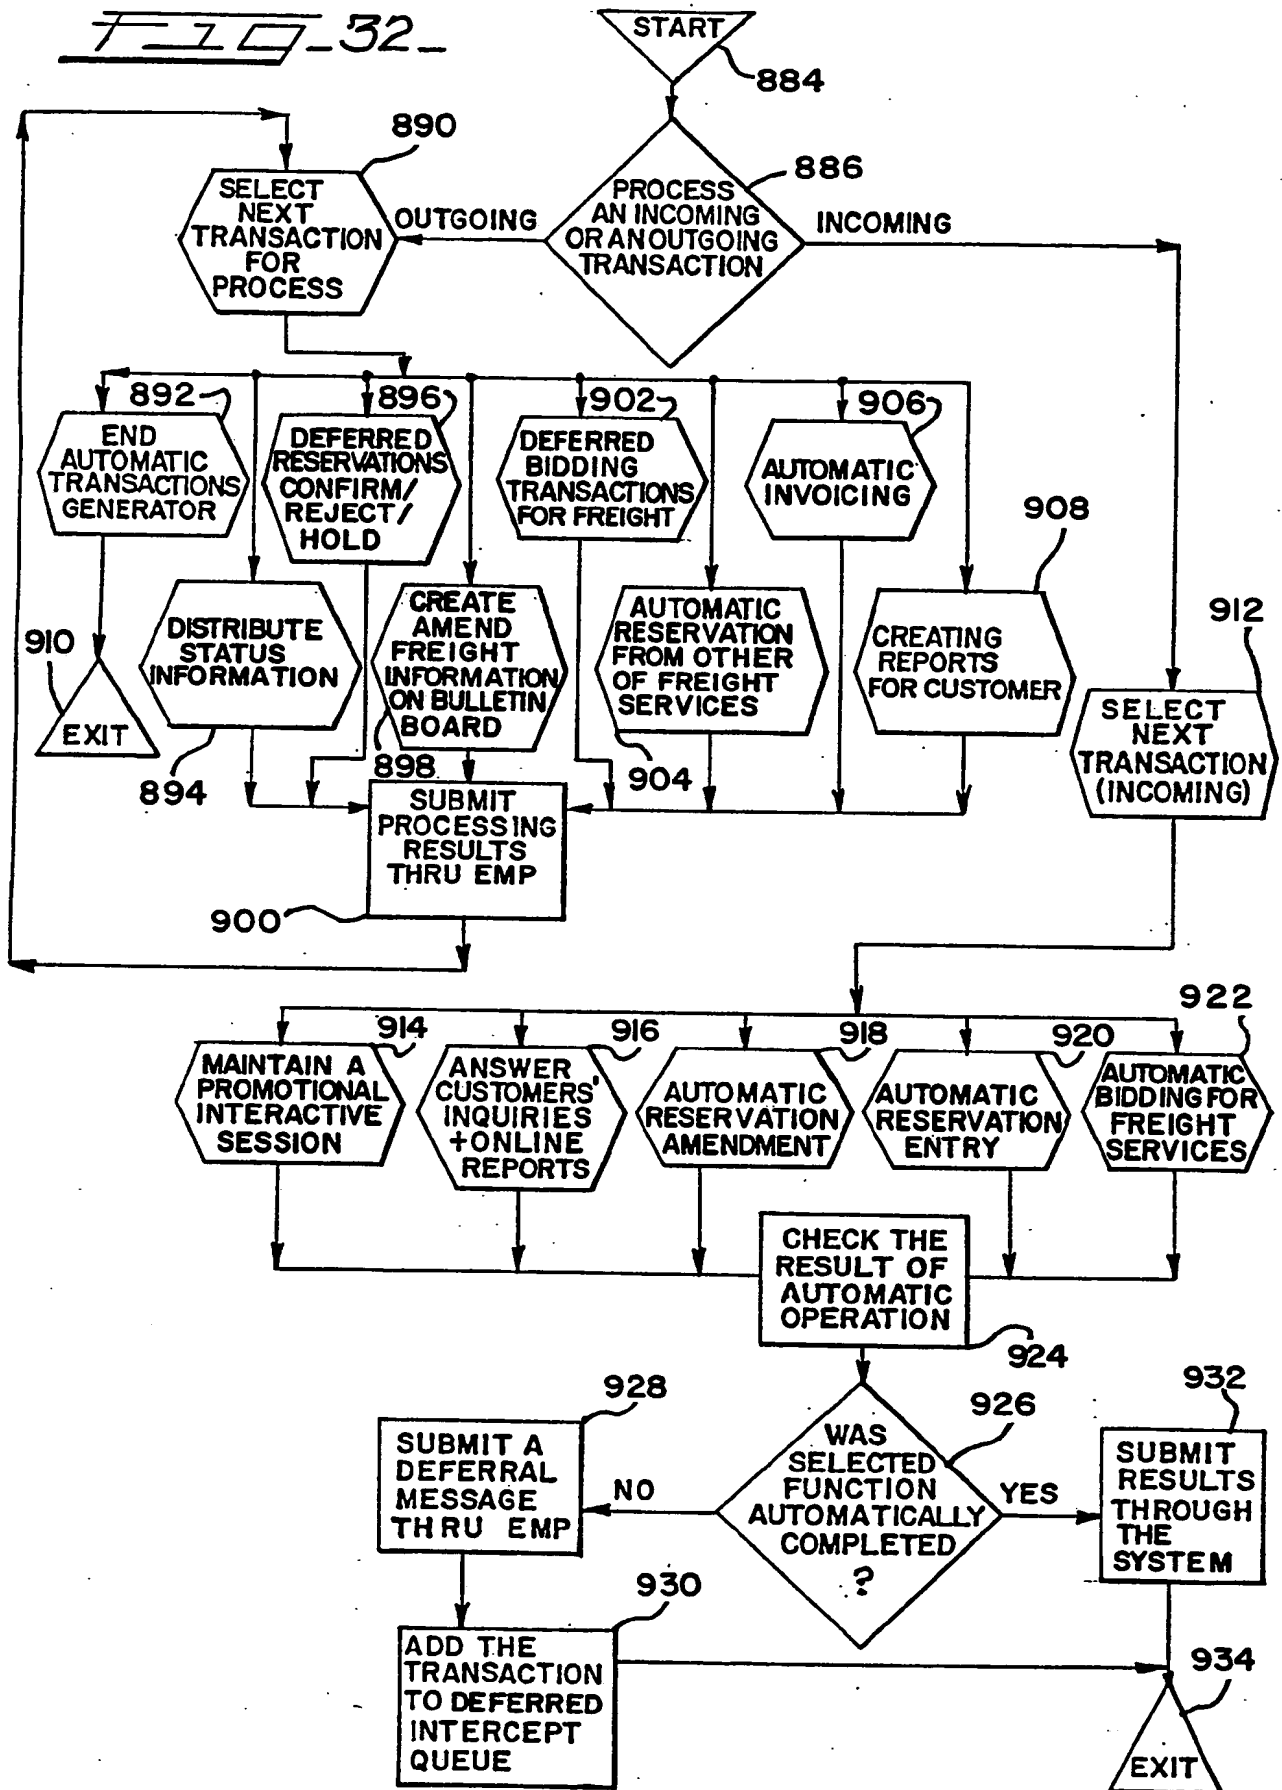 FIG_32_
START
884
886
PROCESS
AN INCOMING
OR AN OUTGOING
TRANSACTION
OUTGOING
INCOMING
890
SELECT
NEXT
TRANSACTION
FOR
PROCESS
892
END
AUTOMATIC
TRANSACTIONS
GENERATOR
896
DEFERRED
RESERVATIONS
CONFIRM/
REJECT/
HOLD
902
DEFERRED
BIDDING
TRANSACTIONS
FOR FREIGHT
906
AUTOMATIC
INVOICING
908
910
EXIT
DISTRIBUTE
STATUS
INFORMATION
894
CREATE
AMEND
FREIGHT
INFORMATION
ON BULLETIN
BOARD
898
AUTOMATIC
RESERVATION
FROM OTHER
OF FREIGHT
SERVICES
904
CREATING
REPORTS
FOR CUSTOMER
912
SELECT
NEXT
TRANSACTION
(INCOMING)
SUBMIT
PROCESSING
RESULTS
THRU EMP
900
914
MAINTAIN A
PROMOTIONAL
INTERACTIVE
SESSION
916
ANSWER
CUSTOMERS'
INQUIRIES
+ONLINE
REPORTS
918
AUTOMATIC
RESERVATION
AMENDMENT
920
AUTOMATIC
RESERVATION
ENTRY
922
AUTOMATIC
BIDDING FOR
FREIGHT
SERVICES
CHECK THE
RESULT OF
AUTOMATIC
OPERATION
924
926
WAS
SELECTED
FUNCTION
AUTOMATICALLY
COMPLETED
?
NO
YES
928
SUBMIT A
DEFERRAL
MESSAGE
THRU EMP
932
SUBMIT
RESULTS
THROUGH
THE
SYSTEM
930
ADD THE
TRANSACTION
TO DEFERRED
INTERCEPT
QUEUE
934
EXIT